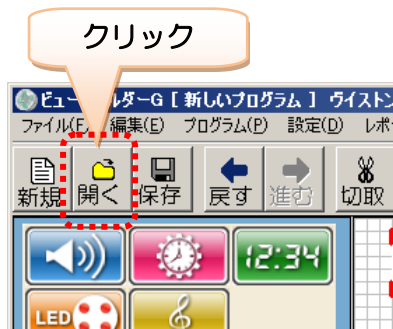 クリック
ビュー ルダーG [ 新しいプログラム ] ヴイストン
ファイル(F) 編集(E) プログラム(P) 設定(D) レポ
新規 開く 保存 戻す 進む 切取
12:34
LED